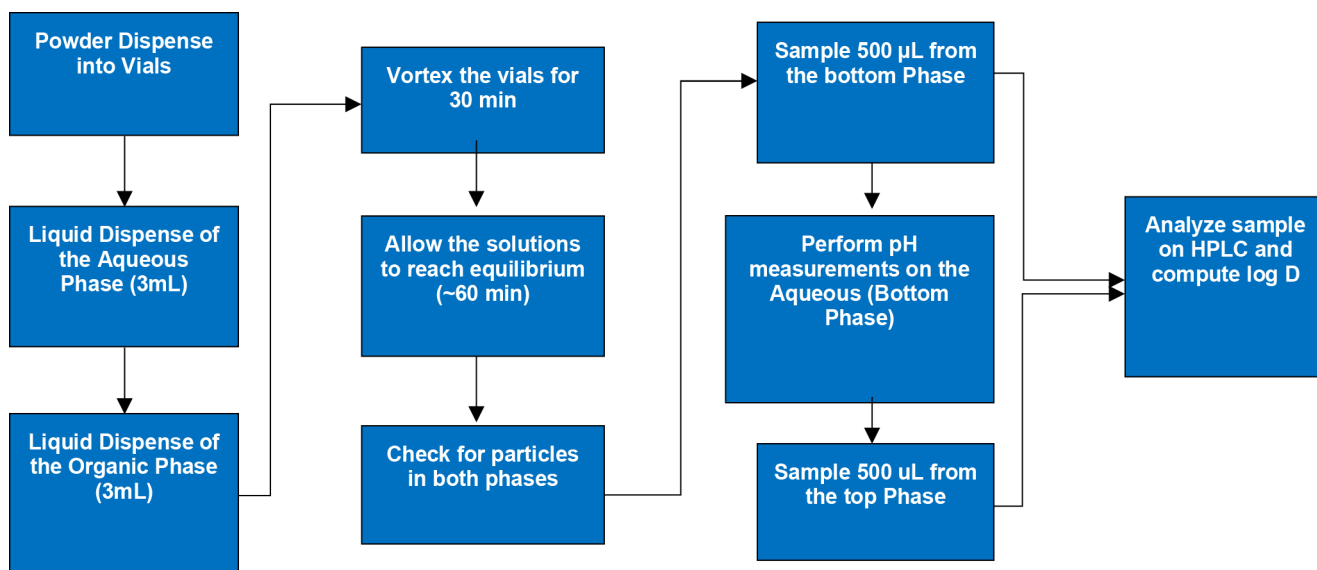 Powder Dispense
into Vials
Liquid Dispense of
the Aqueous
Phase (3mL)
Liquid Dispense of
the Organic Phase
(3mL)
Vortex the vials for
30 min
Allow the solutions
to reach equilibrium
(~60 min)
Check for particles
in both phases
Sample 500 µL from
the bottom Phase
Perform pH
measurements on the
Aqueous (Bottom
Phase)
Sample 500 uL from
the top Phase
Analyze sample
on HPLC and
compute log D